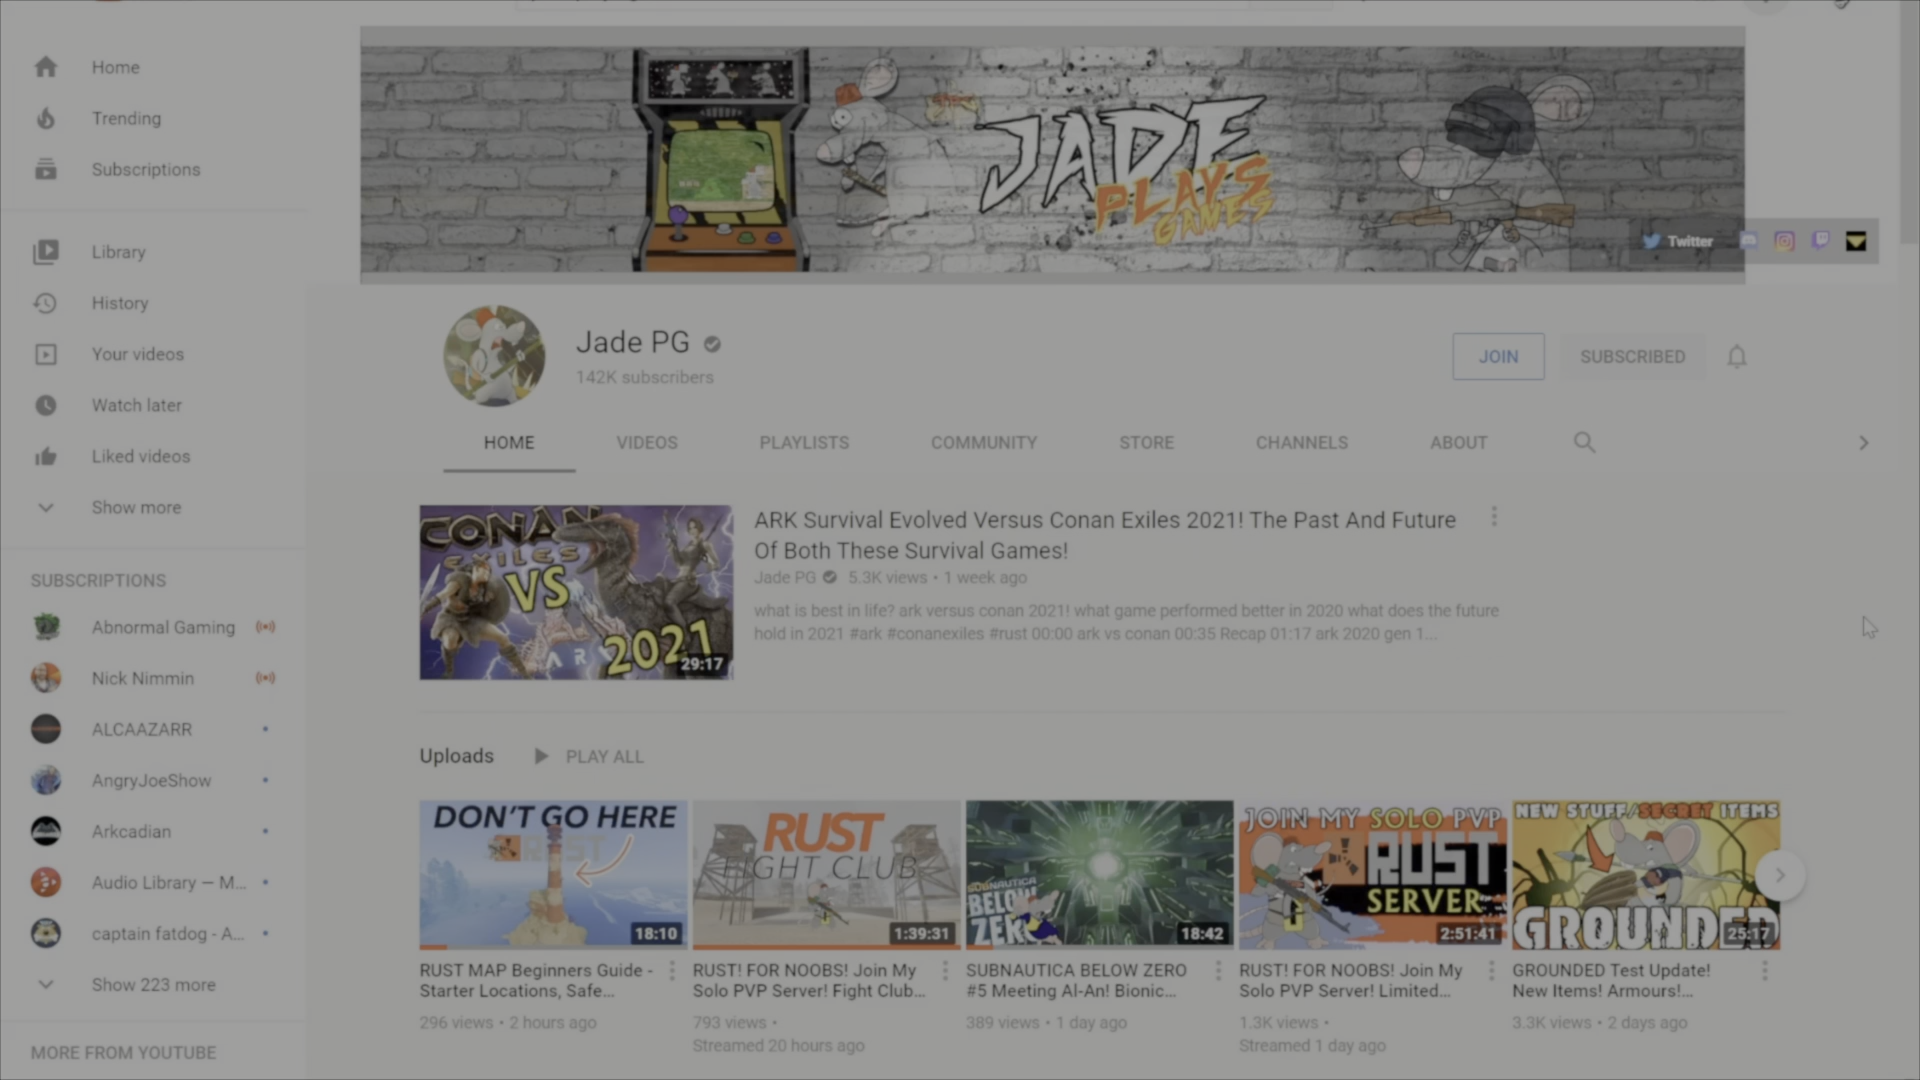 Home
Trending
Subscriptions
Library
History
Your videos
Watch later
Liked videos
Show more
SUBSCRIPTIONS
Abnormal Gaming
Nick Nimmin
ALCAAZARR
AngryJoeShow
Arkcadian
Audio Library — M...
captain fatdog - A...
Show 223 more
MORE FROM YOUTUBE
JADE
PLAYS
GAMES
Twitter
Jade PG
142K subscribers
JOIN
SUBSCRIBED
HOME
VIDEOS
PLAYLISTS
COMMUNITY
STORE
CHANNELS
ABOUT
CONAN
EXILES
VS
ARK
2021
29:17
ARK Survival Evolved Versus Conan Exiles 2021! The Past And Future
Of Both These Survival Games!
Jade PG 5.3K views • 1 week ago
what is best in life? ark versus conan 2021! what game performed better in 2020 what does the future
hold in 2021 #ark #conanexiles #rust 00:00 ark vs conan 00:35 Recap 01:17 ark 2020 gen 1...
Uploads
PLAY ALL
DON'T GO HERE
RUST
18:10
RUST MAP Beginners Guide -
Starter Locations, Safe...
296 views • 2 hours ago
RUST
FIGHT CLUB
1:39:31
RUST! FOR NOOBS! Join My
Solo PVP Server! Fight Club...
793 views •
Streamed 20 hours ago
SUBNAUTICA
BELOW
ZERO
18:42
SUBNAUTICA BELOW ZERO
#5 Meeting Al-An! Bionic...
389 views • 1 day ago
JOIN MY SOLO PVP
RUST
SERVER
2:51:41
RUST! FOR NOOBS! Join My
Solo PVP Server! Limited...
1.3K views •
Streamed 1 day ago
NEW STUFF/SECRET ITEMS
GROUNDED
25:17
GROUNDED Test Update!
New Items! Armours!...
3.3K views • 2 days ago